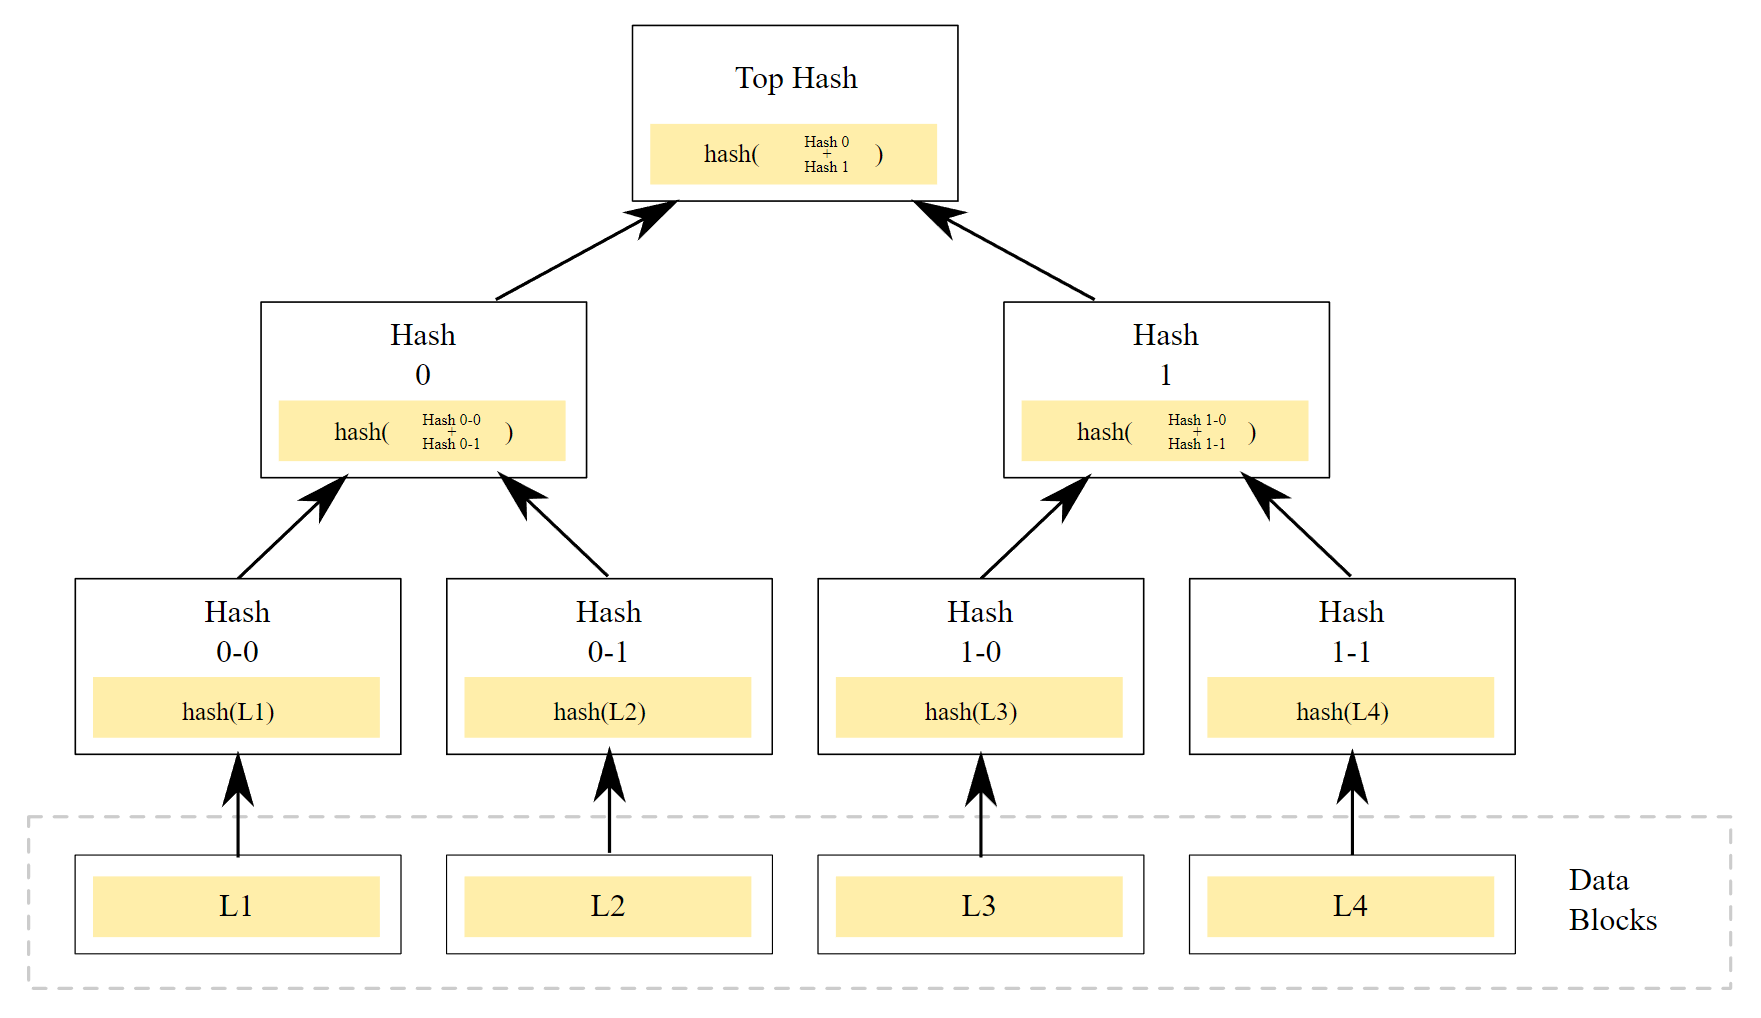 Top Hash
hash( Hash 0 + Hash 1 )
Hash
0
hash( Hash 0-0 + Hash 0-1 )
Hash
1
hash( Hash 1-0 + Hash 1-1 )
Hash
0-0
hash(L1)
Hash
0-1
hash(L2)
Hash
1-0
hash(L3)
Hash
1-1
hash(L4)
L1
L2
L3
L4
Data
Blocks